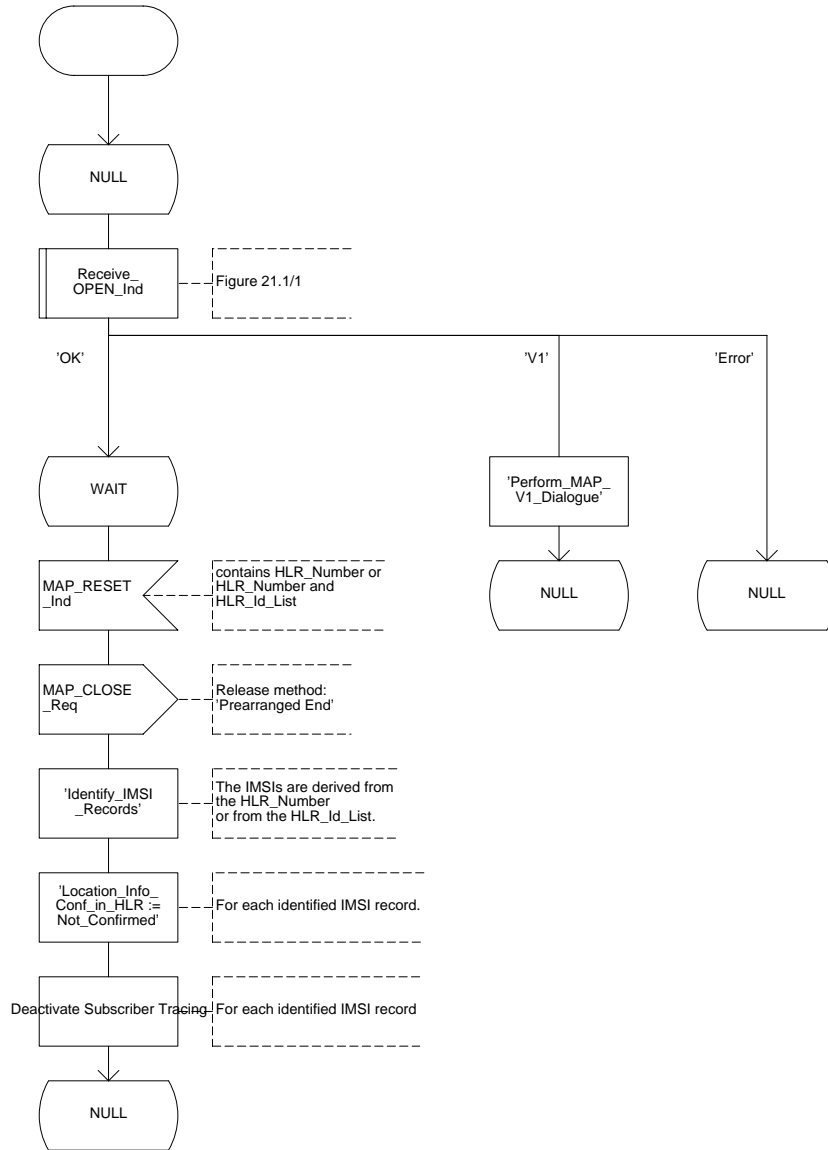 NULL
Receive_
OPEN_Ind
Figure 21.1/1
'OK'
'V1'
'Error'
WAIT
'Perform_MAP_
V1_Dialogue'
MAP_RESET
_Ind
contains HLR_Number or
HLR_Number and
HLR_Id_List
NULL
NULL
MAP_CLOSE
_Req
Release method:
'Prearranged End'
'Identify_IMSI
_Records'
The IMSIs are derived from
the HLR_Number
or from the HLR_Id_List.
'Location_Info_
Conf_in_HLR :=
Not_Confirmed'
For each identified IMSI record.
Deactivate Subscriber Tracing
For each identified IMSI record
NULL